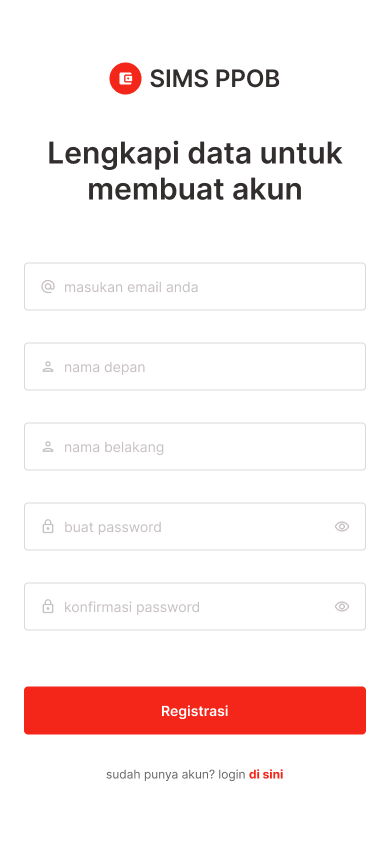 SIMS PPOB
Lengkapi data untuk
membuat akun
masukan email anda
nama depan
nama belakang
buat password
konfirmasi password
Registrasi
sudah punya akun? login di sini